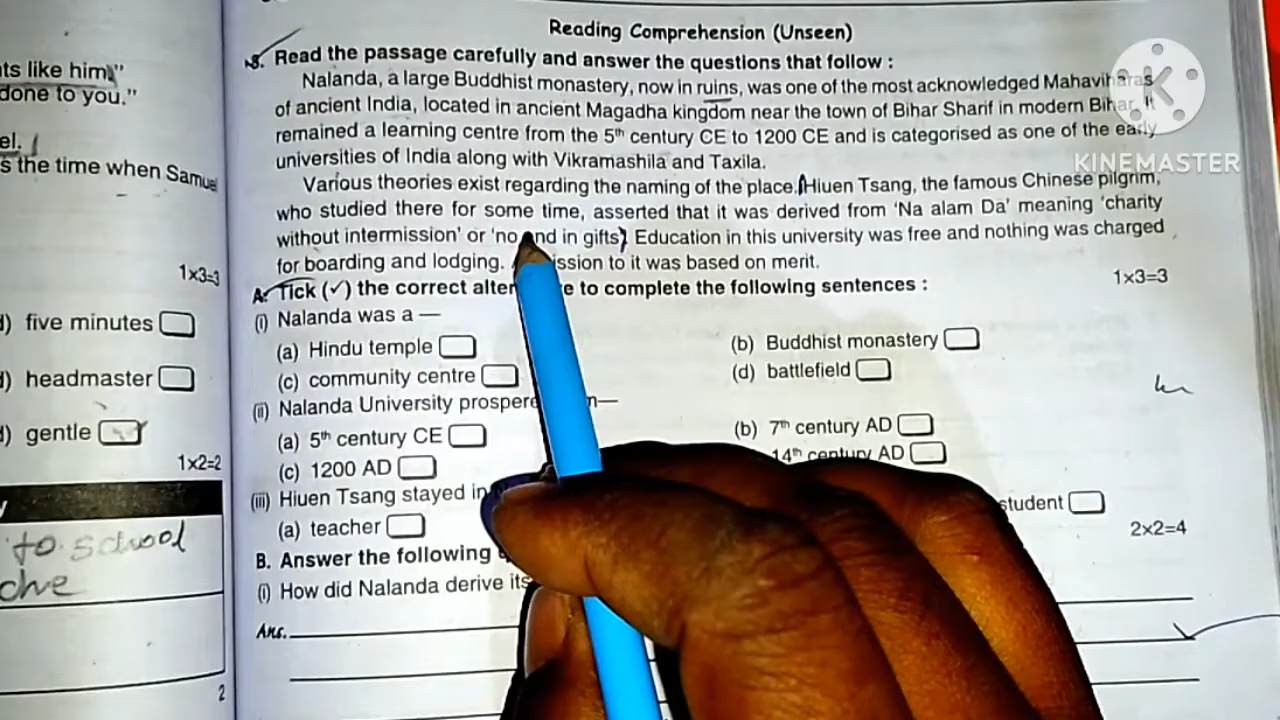 Reading Comprehension (Unseen)
3. Read the passage carefully and answer the questions that follow :
Nalanda, a large Buddhist monastery, now in ruins, was one of the most acknowledged Mahaviharas
of ancient India, located in ancient Magadha kingdom near the town of Bihar Sharif in modern Bihar. It
remained a learning centre from the 5th century CE to 1200 CE and is categorised as one of the early
universities of India along with Vikramashila and Taxila.
Various theories exist regarding the naming of the place. Hiuen Tsang, the famous Chinese pilgrim,
who studied there for some time, asserted that it was derived from 'Na alam Da' meaning 'charity
without intermission' or 'no end in gifts'. Education in this university was free and nothing was charged
for boarding and lodging. was based on merit.
A. Tick (✓) the correct to complete the following sentences : 1×3=3
(i) Nalanda was a —
(a) Hindu temple (b) Buddhist monastery
(c) community centre (d) battlefield
(ii) Nalanda University
(a) 5th century CE (b) 7th century AD
(c) 1200 AD 14th century AD
(iii) Hiuen Tsang stayed in student
(a) teacher
B. Answer the following 2×2=4
(i) How did Nalanda derive its
Ans.
ts like him,"
done to you."
el.
s the time when Samuel
1×3=3
d) five minutes
d) headmaster
d) gentle
1×2=2
to school
2
KINEMASTER